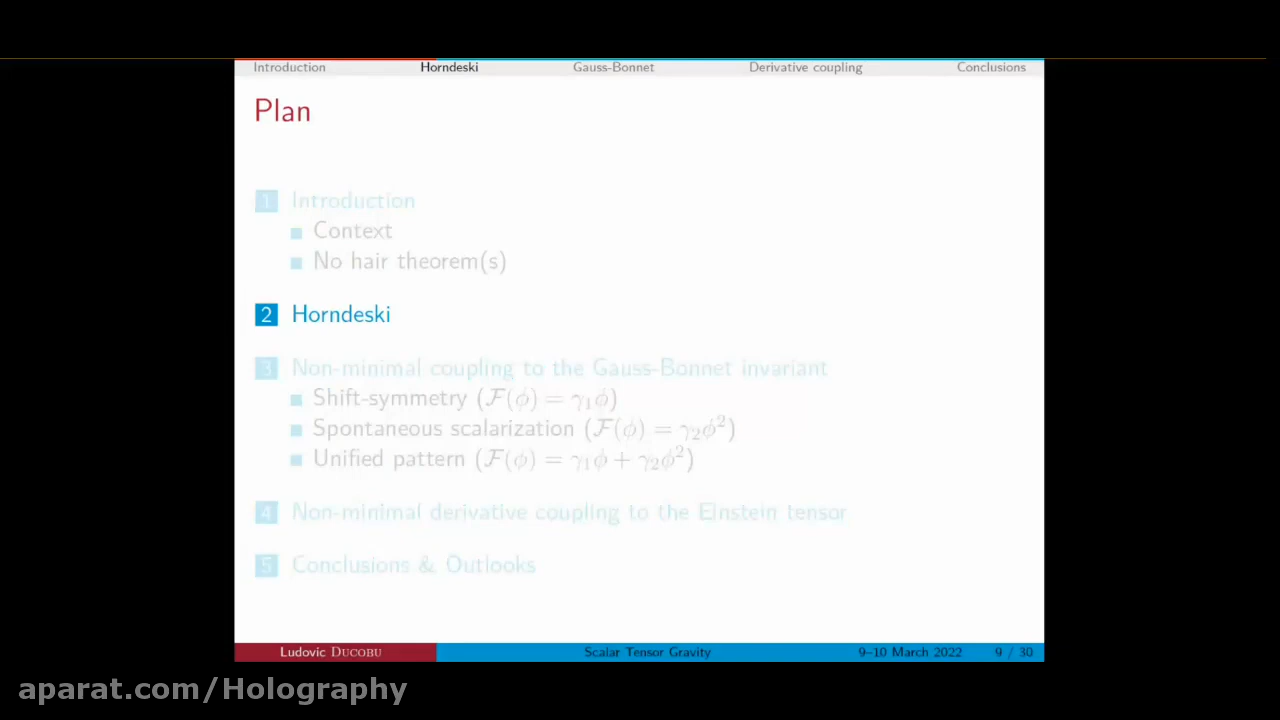 Introduction Horndeski Gauss-Bonnet Derivative coupling Conclusions
Plan
1 Introduction
Context
No hair theorem(s)
2 Horndeski
3 Non-minimal coupling to the Gauss-Bonnet invariant
Shift-symmetry (ℱ(ϕ) = γ₁ϕ)
Spontaneous scalarization (ℱ(ϕ) = γ₂ϕ²)
Unified pattern (ℱ(ϕ) = γ₁ϕ + γ₂ϕ²)
4 Non-minimal derivative coupling to the Einstein tensor
5 Conclusions & Outlooks
Ludovic DUCOBU Scalar Tensor Gravity 9–10 March 2022 9 / 30
aparat.com/Holography